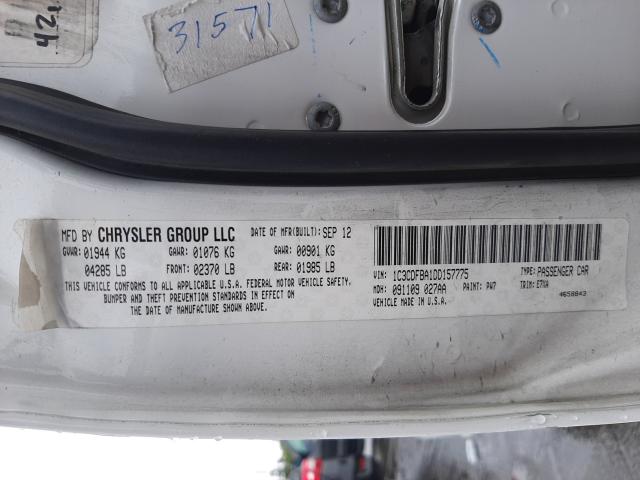 42
31571
MFD BY CHRYSLER GROUP LLC DATE OF MFR(BUILT): SEP 12
GVWR: 01944 KG GAWR: 01076 KG GAWR: 00901 KG
04285 LB FRONT: 02370 LB REAR: 01985 LB
THIS VEHICLE CONFORMS TO ALL APPLICABLE U.S.A. FEDERAL MOTOR VEHICLE SAFETY,
BUMPER AND THEFT PREVENTION STANDARDS IN EFFECT ON
THE DATE OF MANUFACTURE SHOWN ABOVE.
VIN: 1C3CDFBA1DD157775 TYPE: PASSENGER CAR
MDH: 091109 027AA PAINT: PW7 TRIM: E7XA
VEHICLE MADE IN U.S.A. 4658843